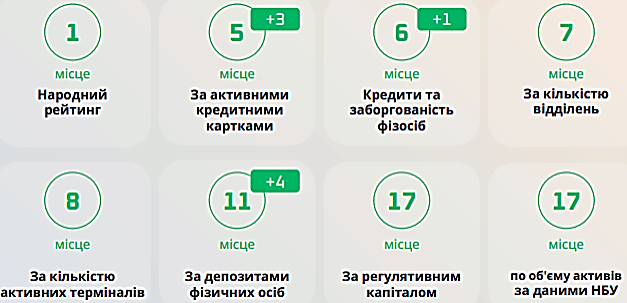 1
місце
Народний
рейтинг
5
+3
місце
За активними
кредитними
картками
6
+1
місце
Кредити та
заборгованість
фізосіб
7
місце
За кількістю
відділень
8
місце
За кількістю
активних терміналів
11
+4
місце
За депозитами
фізичних осіб
17
місце
За регулятивним
капіталом
17
місце
по об'єму активів
за даними НБУ